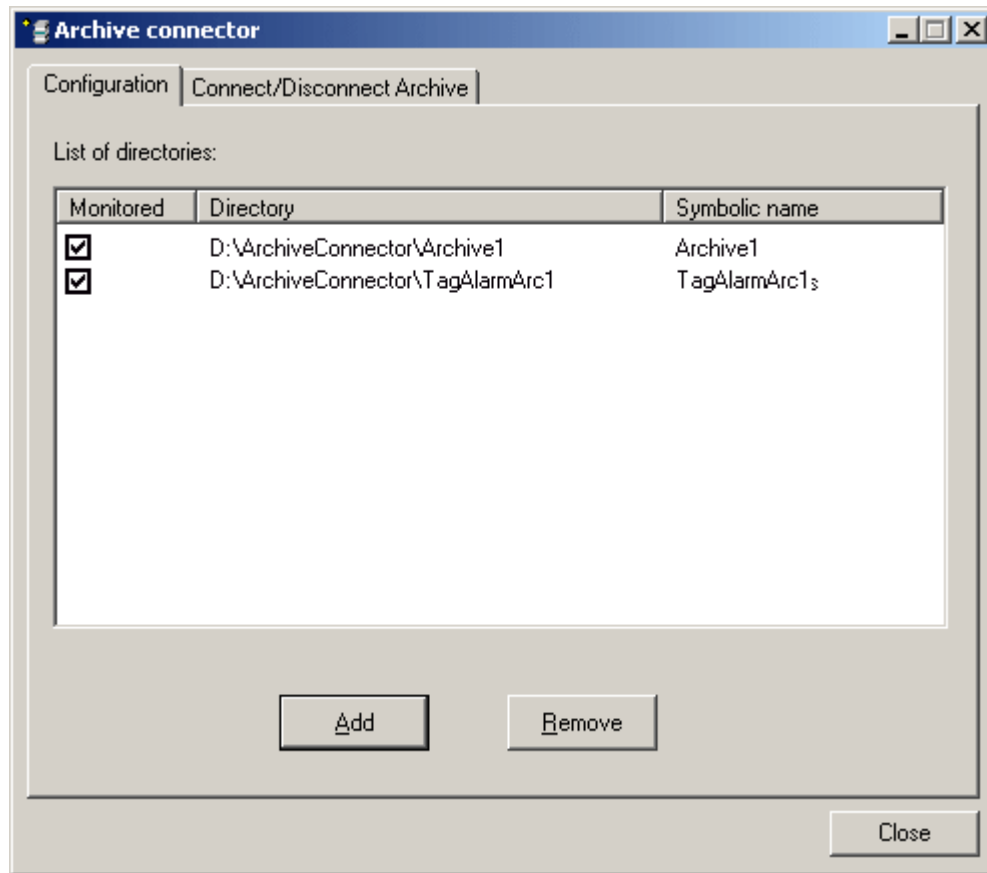 Archive connector
Configuration Connect/Disconnect Archive
List of directories:
Monitored Directory Symbolic name
D:\ArchiveConnector\Archive1 Archive1
D:\ArchiveConnector\TagAlarmArc1 TagAlarmArc1s
Add Remove
Close